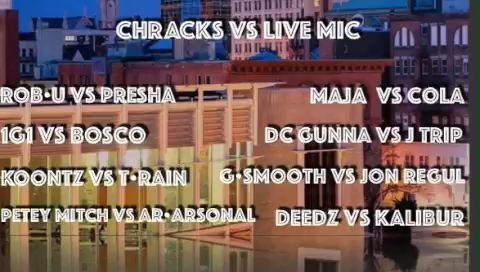 CHRACKS VS LIVE MIC
ROB•U VS PRESHA
MAJA VS COLA
1G1 VS BOSCO
DC GUNNA VS J TRIP
KOONTZ VS T•RAIN
G•SMOOTH VS JON REGUL
PETEY MITCH VS AR•ARSONAL
DEEDZ VS KALIBUR